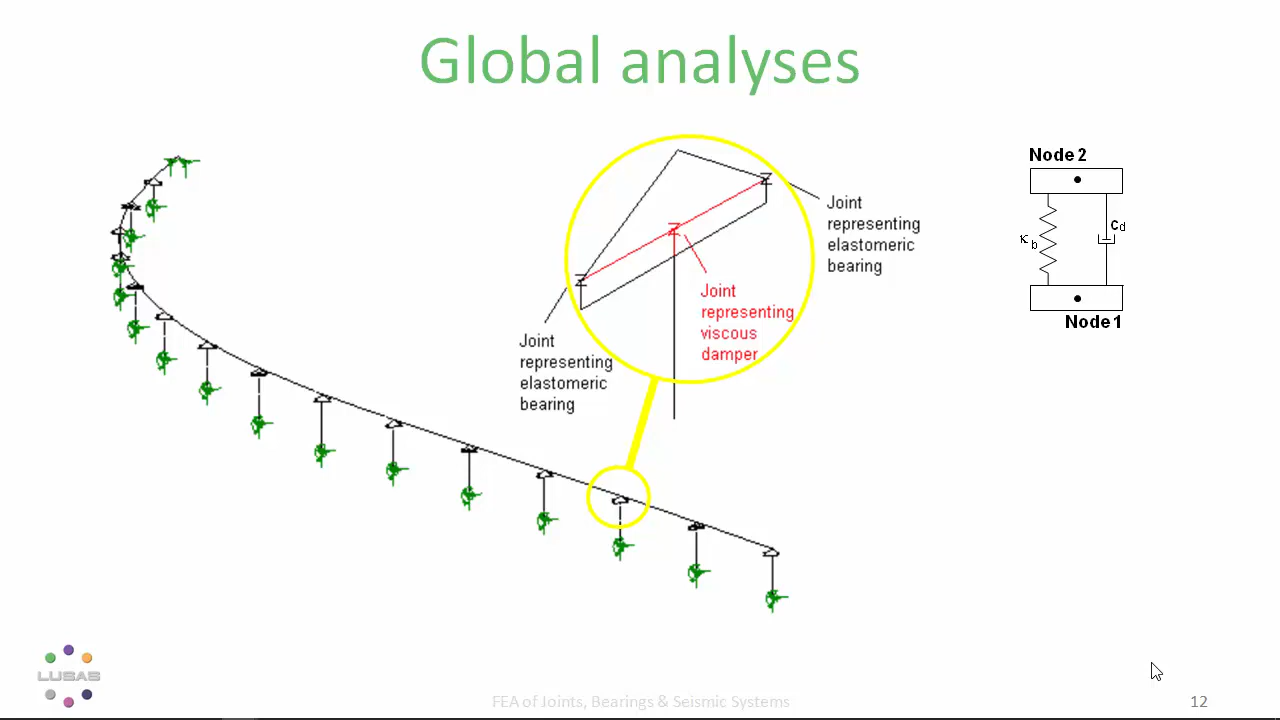 Global analyses
Node 2
Joint
representing
elastomeric
bearing
κb
cd
Joint
representing
viscous
damper
Node 1
Joint
representing
elastomeric
bearing
LUSAS
FEA of Joints, Bearings & Seismic Systems
12